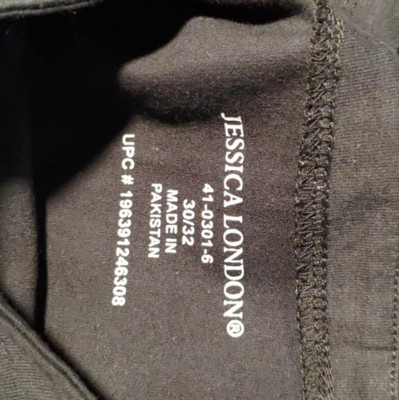 JESSICA LONDON®
41-0301-6
30/32
MADE IN
PAKISTAN
UPC # 196391246308